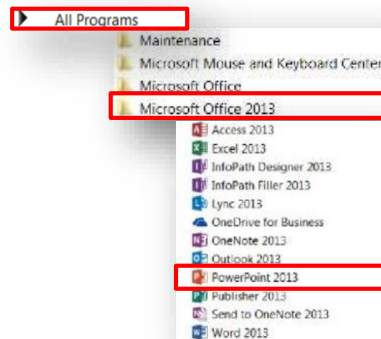 All Programs
Maintenance
Microsoft Mouse and Keyboard Center
Microsoft Office
Microsoft Office 2013
Access 2013
Excel 2013
InfoPath Designer 2013
InfoPath Filler 2013
Lync 2013
OneDrive for Business
OneNote 2013
Outlook 2013
PowerPoint 2013
Publisher 2013
Send to OneNote 2013
Word 2013